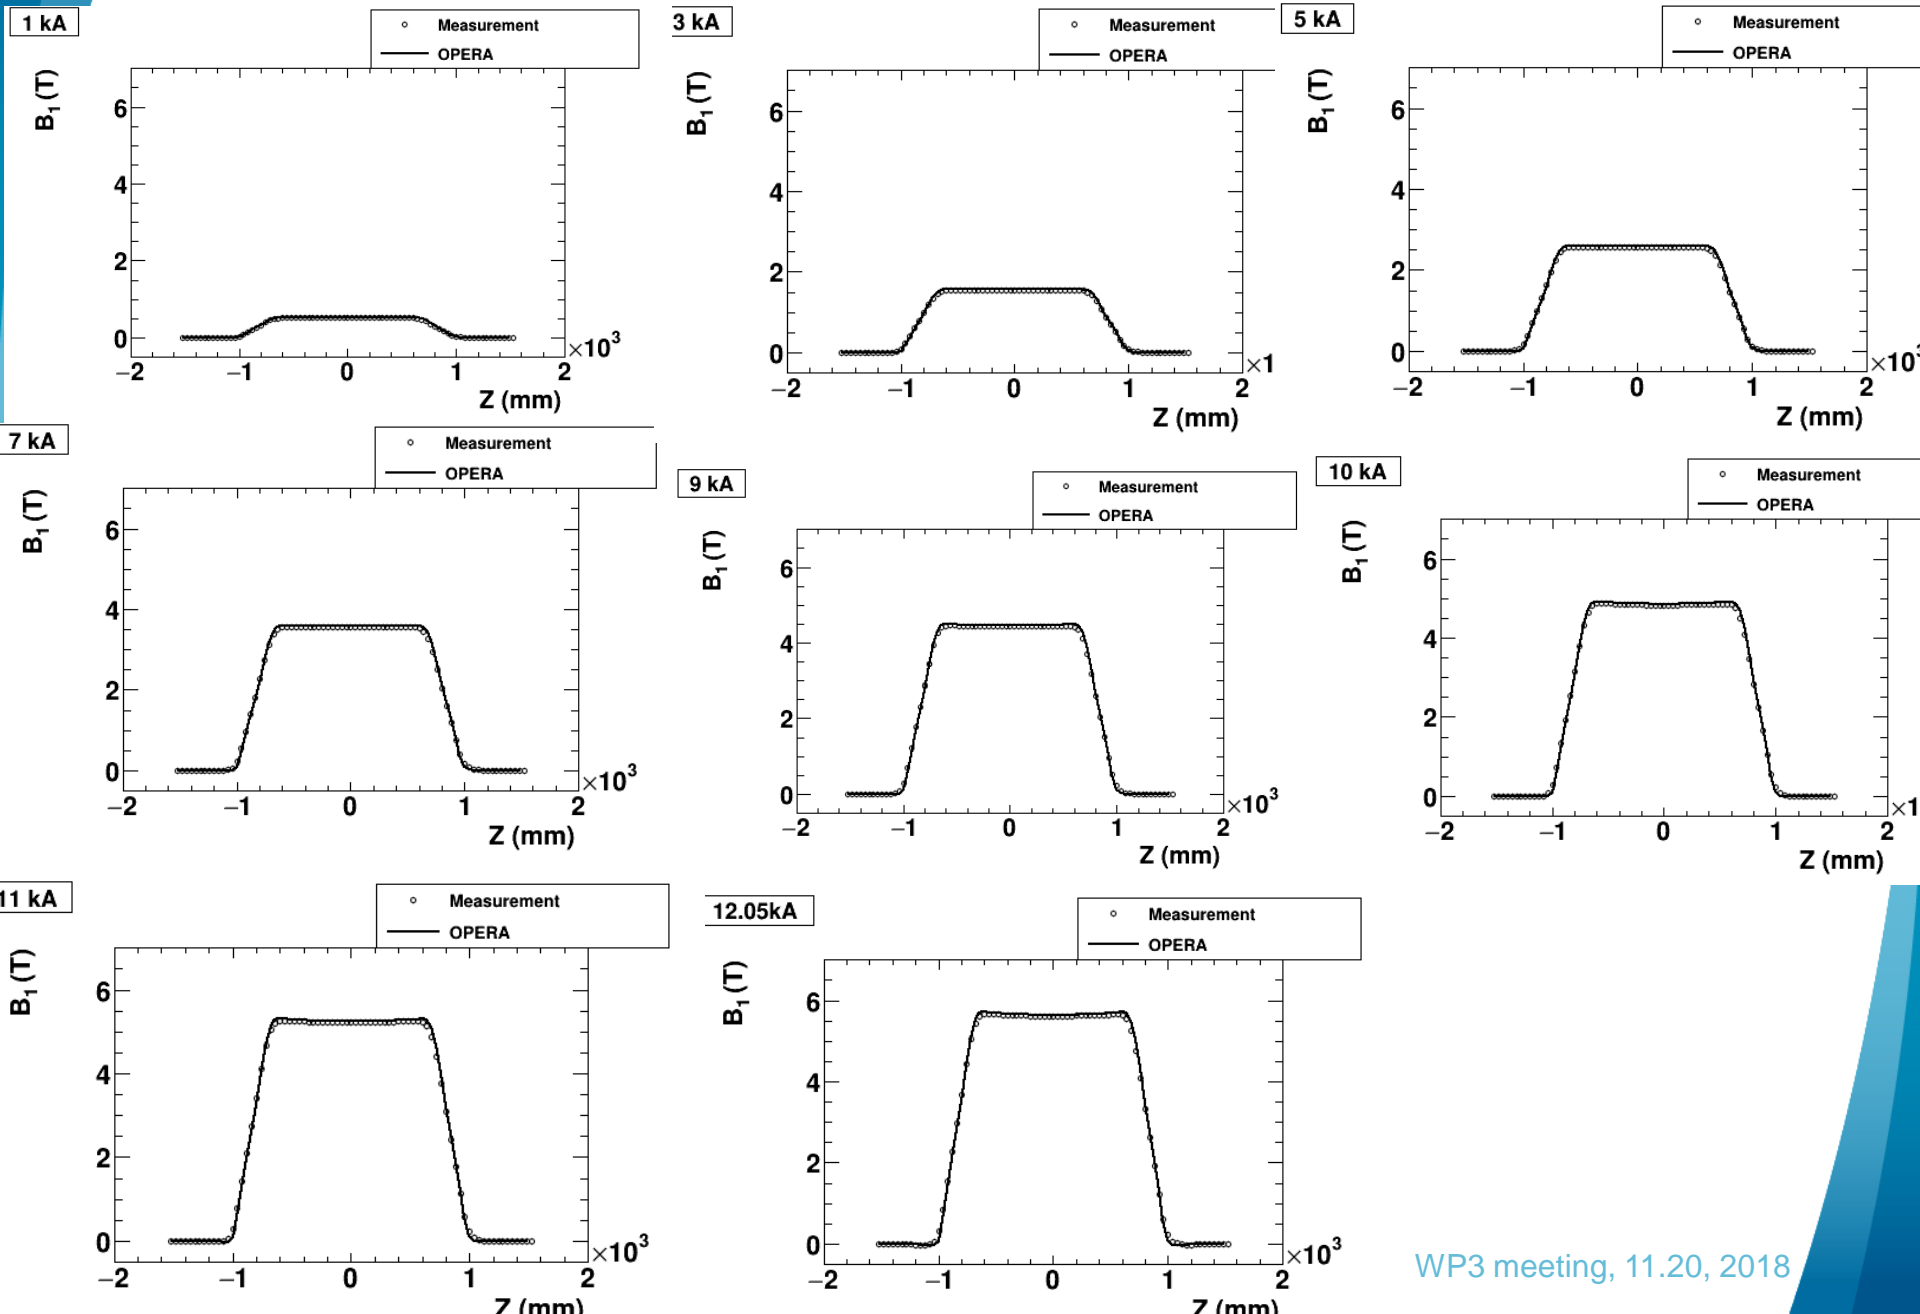 1 kA
Measurement
OPERA
B1 (T)
6
4
2
0
−2 −1 0 1 2
×10³
Z (mm)
3 kA
Measurement
OPERA
B1 (T)
6
4
2
0
−2 −1 0 1 2
×1
Z (mm)
5 kA
Measurement
OPERA
B1 (T)
6
4
2
0
−2 −1 0 1 2
×10³
Z (mm)
7 kA
Measurement
OPERA
B1 (T)
6
4
2
0
−2 −1 0 1 2
×10³
Z (mm)
9 kA
Measurement
OPERA
B1 (T)
6
4
2
0
−2 −1 0 1 2
×10³
Z (mm)
10 kA
Measurement
OPERA
B1 (T)
6
4
2
0
−2 −1 0 1 2
×1
Z (mm)
11 kA
Measurement
OPERA
B1 (T)
6
4
2
0
−2 −1 0 1 2
×10³
Z (mm)
12.05kA
Measurement
OPERA
B1 (T)
6
4
2
0
−2 −1 0 1 2
×10³
Z (mm)
WP3 meeting, 11.20, 2018